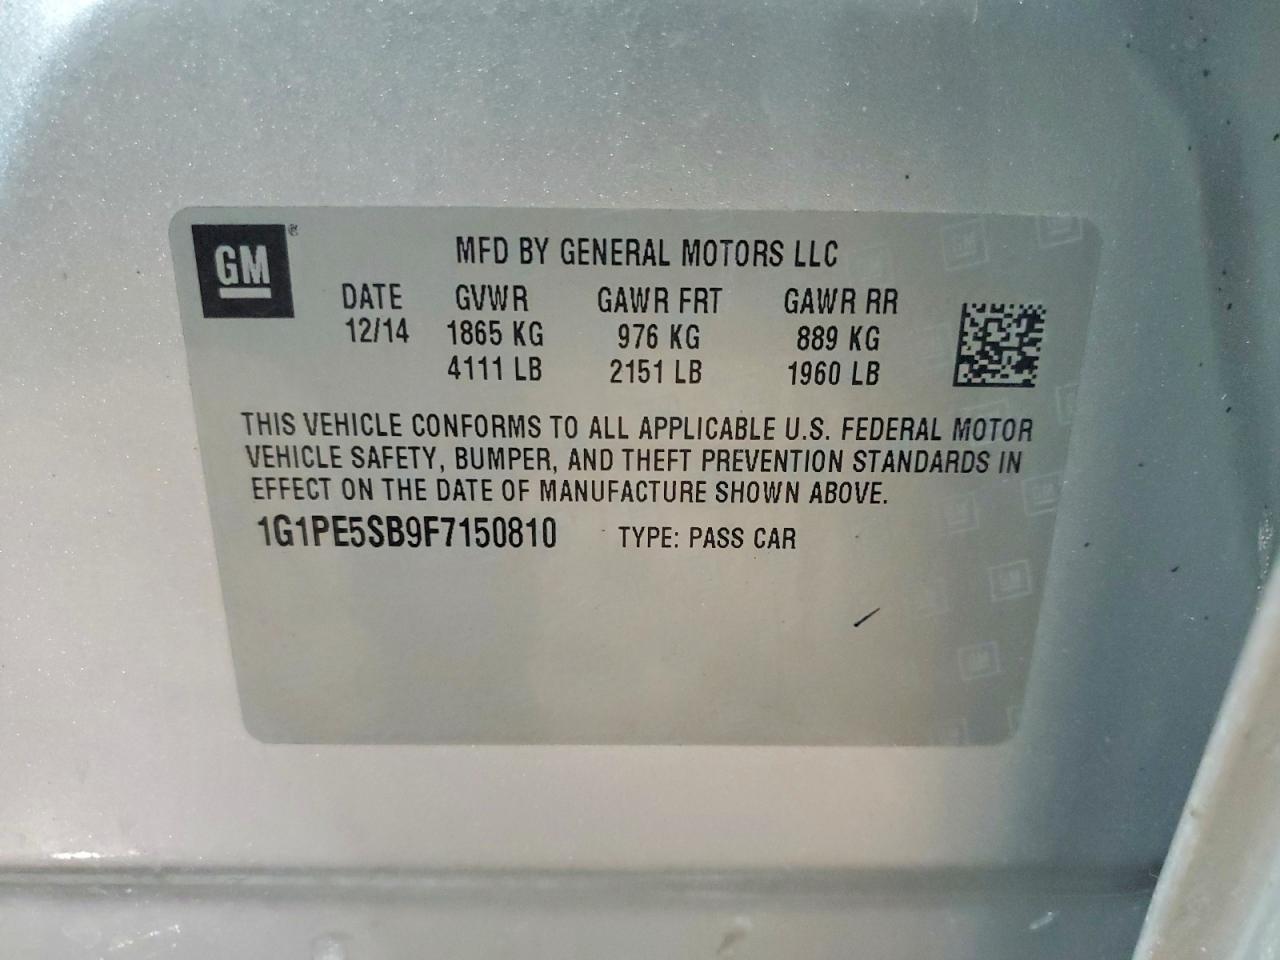 GM®
MFD BY GENERAL MOTORS LLC
DATE GVWR GAWR FRT GAWR RR
12/14 1865 KG 976 KG 889 KG
4111 LB 2151 LB 1960 LB
THIS VEHICLE CONFORMS TO ALL APPLICABLE U.S. FEDERAL MOTOR
VEHICLE SAFETY, BUMPER, AND THEFT PREVENTION STANDARDS IN
EFFECT ON THE DATE OF MANUFACTURE SHOWN ABOVE.
1G1PE5SB9F7150810 TYPE: PASS CAR